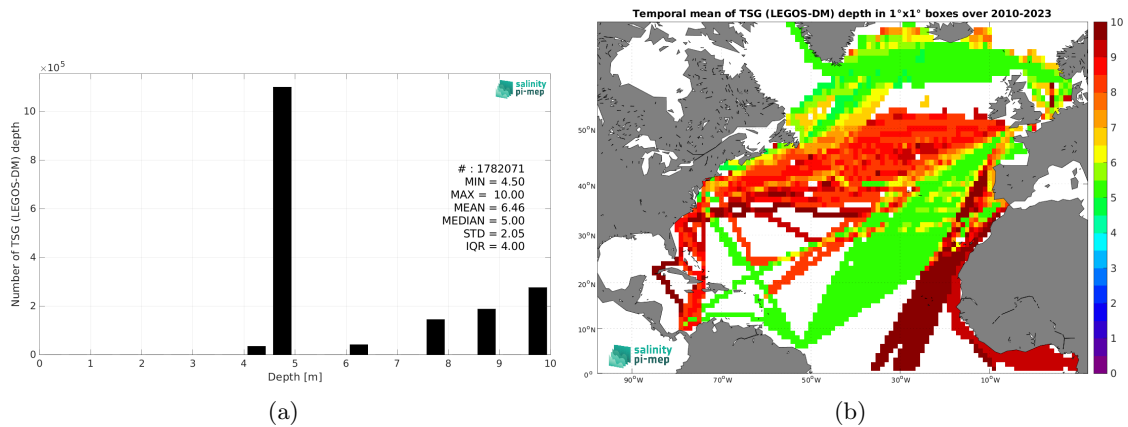 ×10⁵
salinity
pi-mep
10
8
6
4
2
0
Number of TSG (LEGOS-DM) depth
# : 1782071
MIN = 4.50
MAX = 10.00
MEAN = 6.46
MEDIAN = 5.00
STD = 2.05
IQR = 4.00
0 1 2 3 4 5 6 7 8 9 10
Depth [m]
(a)
Temporal mean of TSG (LEGOS-DM) depth in 1°x1° boxes over 2010-2023
50°N
40°N
30°N
20°N
10°N
0°
90°W 70°W 50°W 30°W 10°W
salinity
pi-mep
10
9
8
7
6
5
4
3
2
1
0
(b)